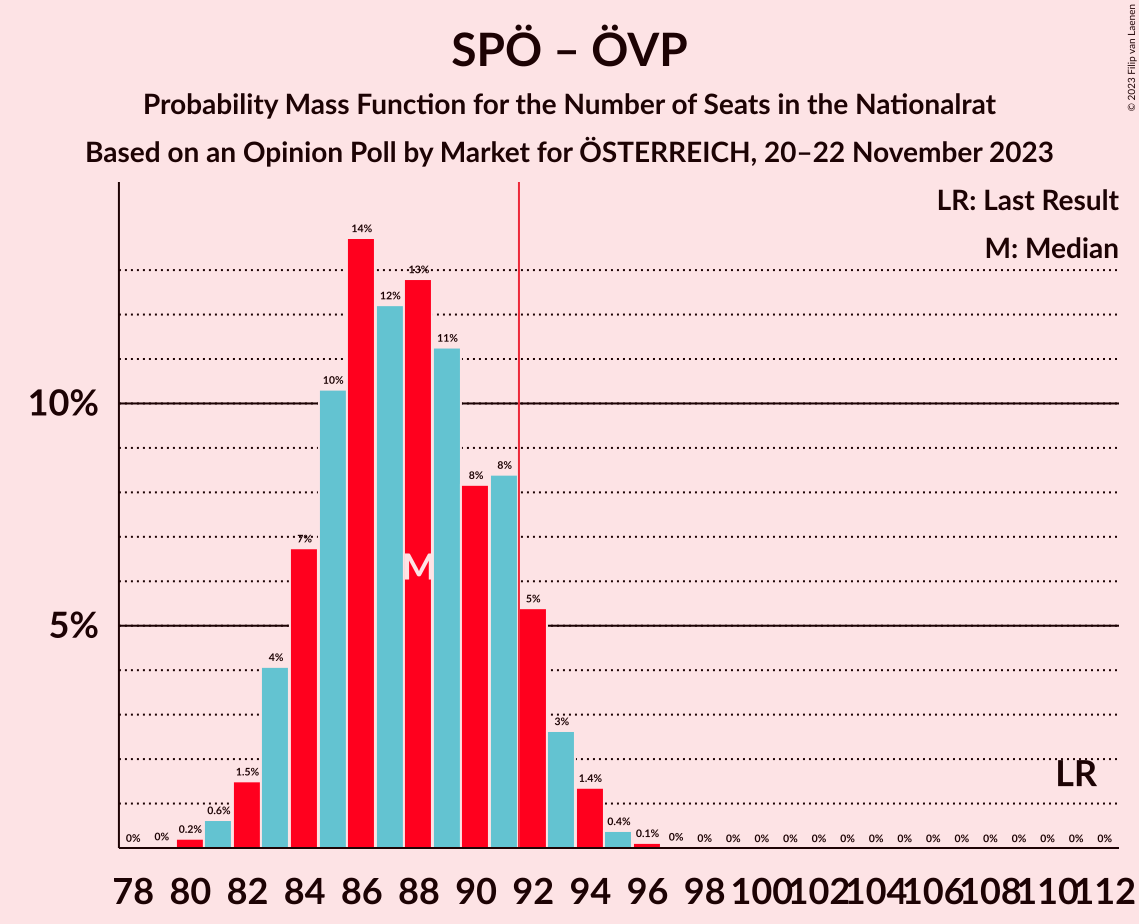 SPÖ – ÖVP
Probability Mass Function for the Number of Seats in the Nationalrat
Based on an Opinion Poll by Market for ÖSTERREICH, 20–22 November 2023
© 2023 Filip van Laenen
LR: Last Result
M: Median
14%
13%
12%
11%
10%
10%
8%
8%
7%
M
5%
5%
4%
3%
LR
1.5%
1.4%
0.6%
0.4%
0% 0% 0.2% 0.1% 0% 0% 0% 0% 0% 0% 0% 0% 0% 0% 0% 0% 0% 0% 0% 0%
78 80 82 84 86 88 90 92 94 96 98 100 102 104 106 108 110 112